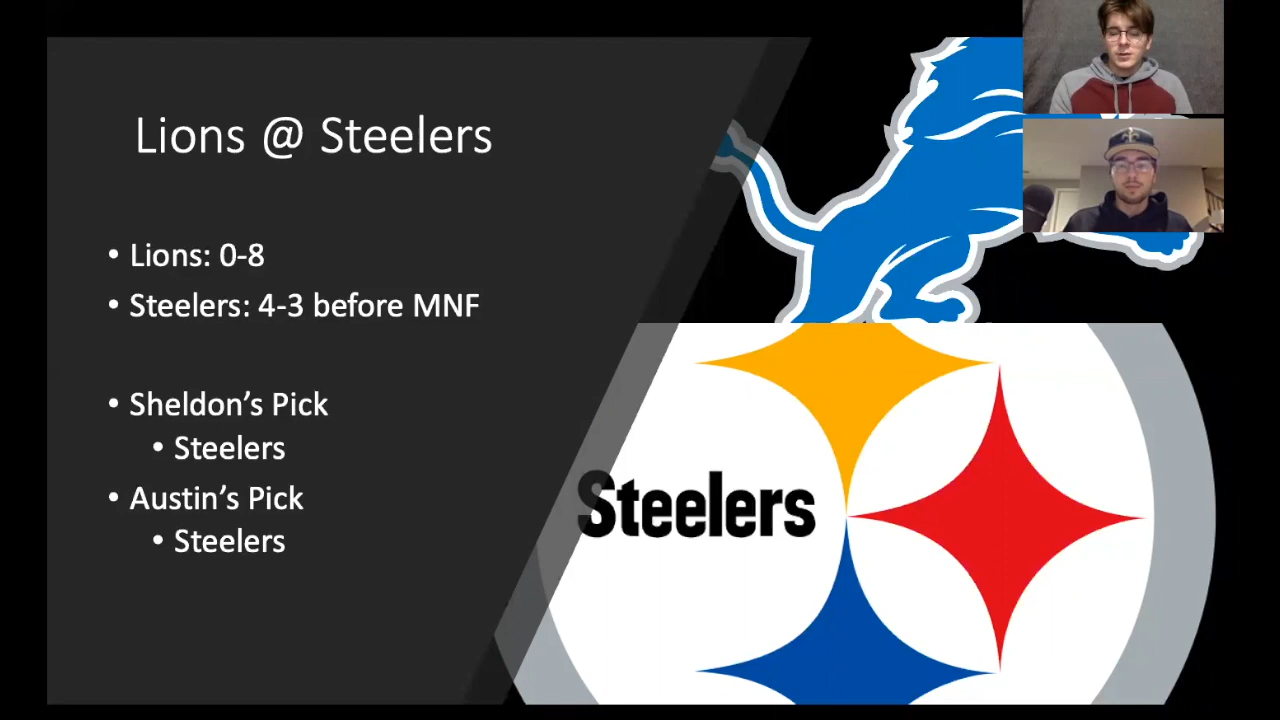 Lions @ Steelers
• Lions: 0-8
• Steelers: 4-3 before MNF
• Sheldon’s Pick
• Steelers
• Austin’s Pick
• Steelers
Steelers